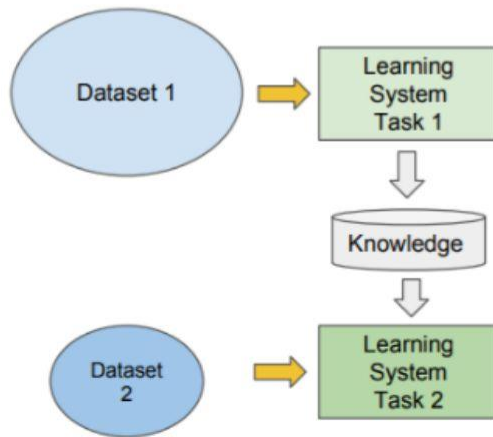 Dataset 1
Learning
System
Task 1
Knowledge
Dataset
2
Learning
System
Task 2